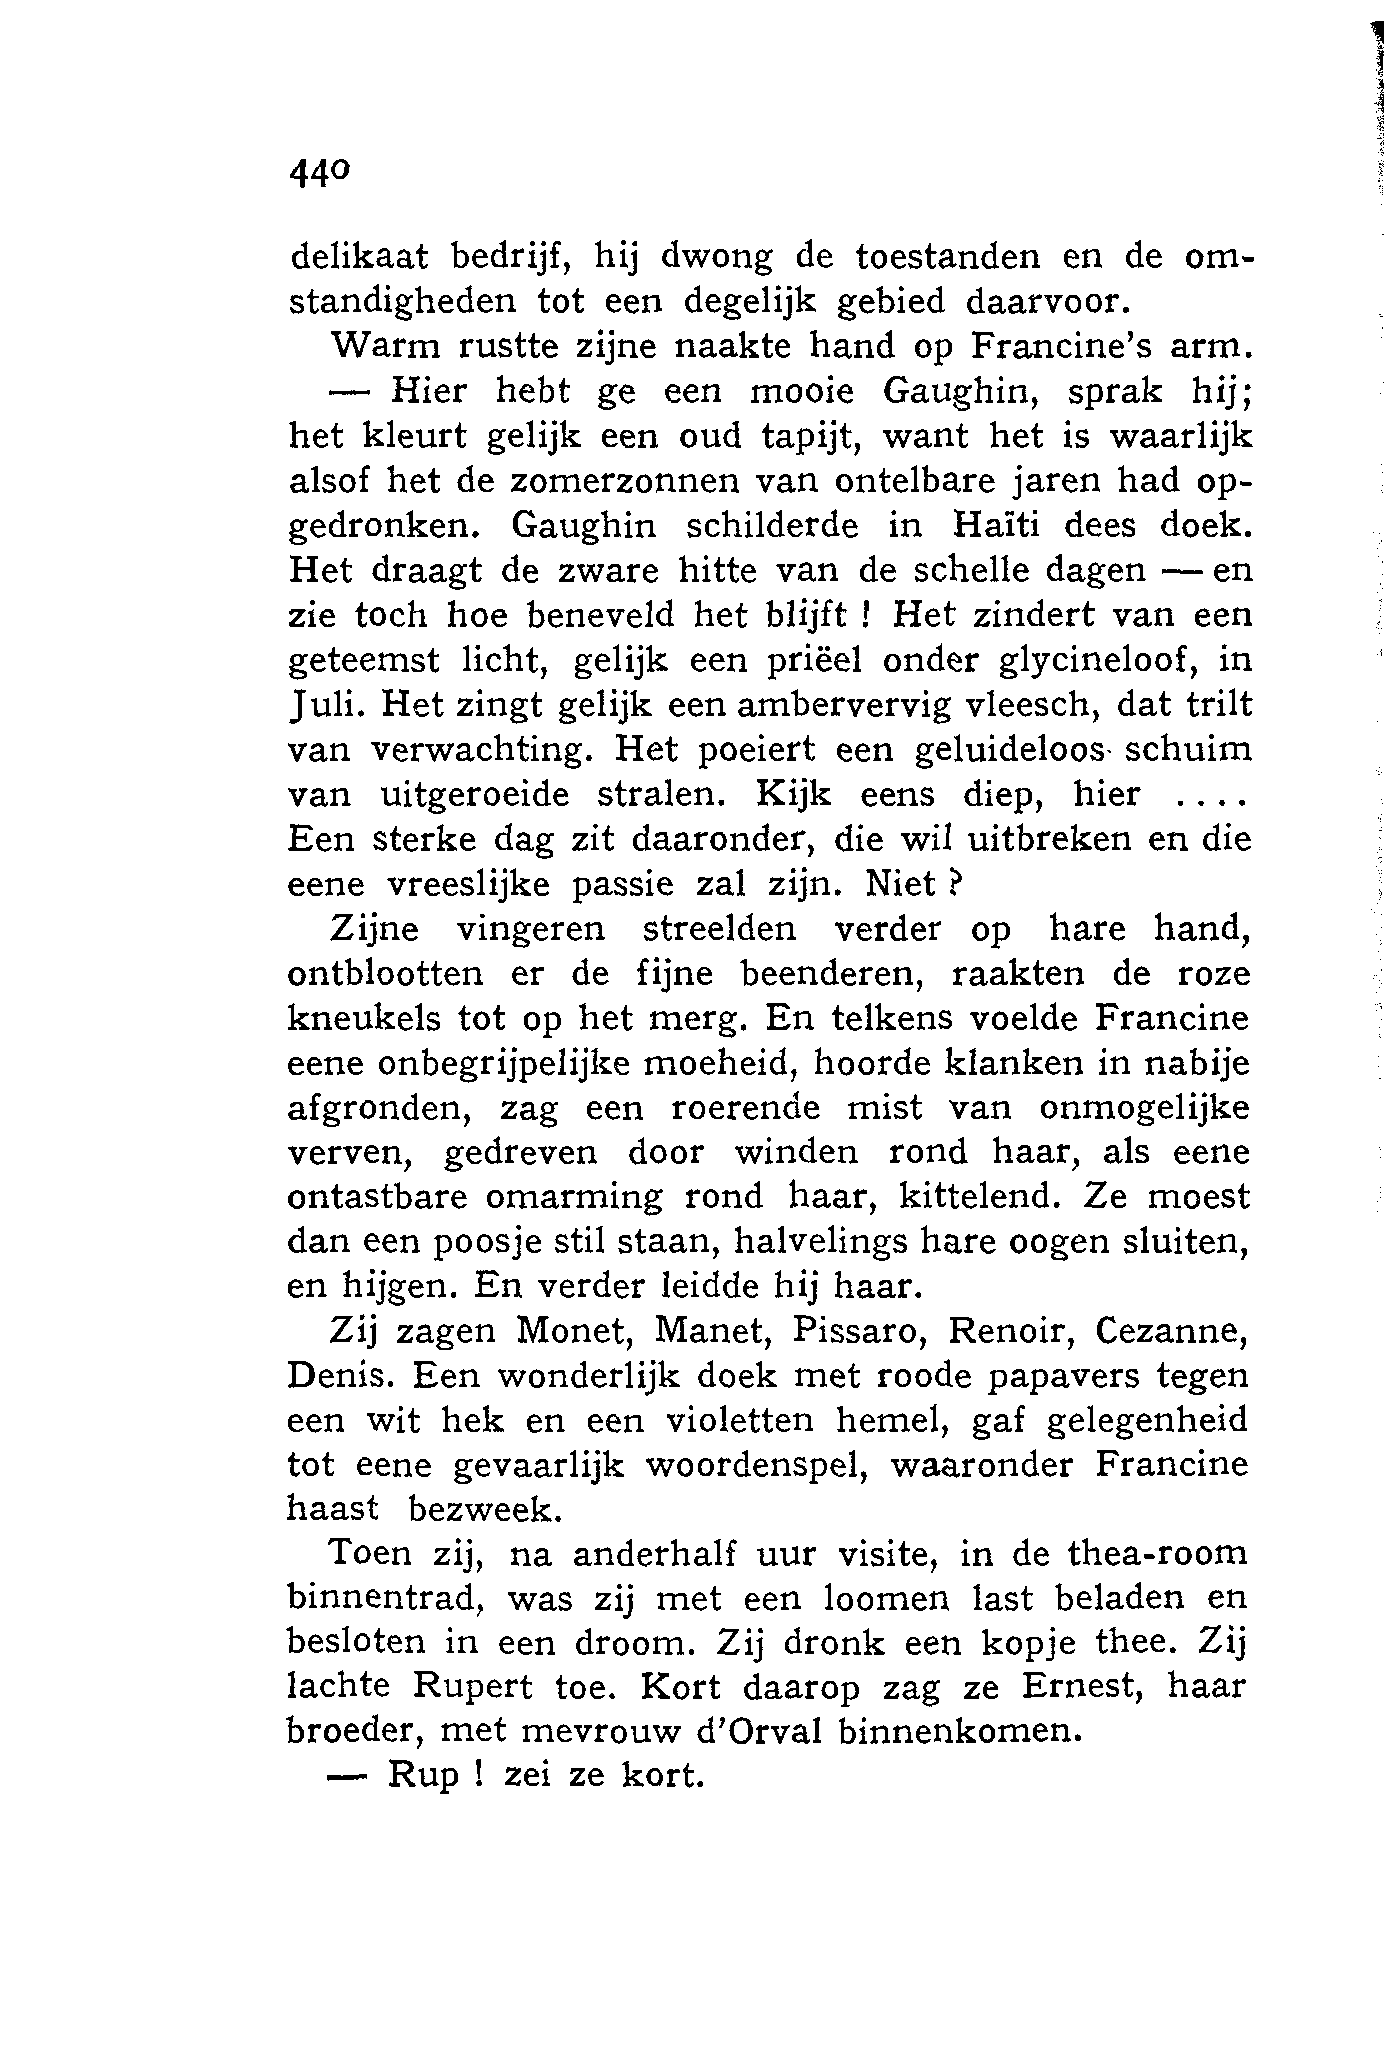 440
delikaat bedrijf, hij dwong de toestanden en de om-
standigheden tot een degelijk gebied daarvoor.
Warm rustte zijne naakte hand op Francine's arm.
— Hier hebt ge een mooie Gaughin, sprak hij;
het kleurt gelijk een oud tapijt, want het is waarlijk
alsof het de zomerzonnen van ontelbare jaren had op-
gedronken. Gaughin schilderde in Haïti dees doek.
Het draagt de zware hitte van de schelle dagen — en
zie toch hoe beneveld het blijft ! Het zindert van een
geteemst licht, gelijk een priëel onder glycineloof, in
Juli. Het zingt gelijk een ambervervig vleesch, dat trilt
van verwachting. Het poeiert een geluideloos schuim
van uitgeroeide stralen. Kijk eens diep, hier ....
Een sterke dag zit daaronder, die wil uitbreken en die
eene vreeslijke passie zal zijn. Niet ?
Zijne vingeren streelden verder op hare hand,
ontblootten er de fijne beenderen, raakten de roze
kneukels tot op het merg. En telkens voelde Francine
eene onbegrijpelijke moeheid, hoorde klanken in nabije
afgronden, zag een roerende mist van onmogelijke
verven, gedreven door winden rond haar, als eene
ontastbare omarming rond haar, kittelend. Ze moest
dan een poosje stil staan, halvelings hare oogen sluiten,
en hijgen. En verder leidde hij haar.
Zij zagen Monet, Manet, Pissaro, Renoir, Cezanne,
Denis. Een wonderlijk doek met roode papavers tegen
een wit hek en een violetten hemel, gaf gelegenheid
tot eene gevaarlijk woordenspel, waaronder Francine
haast bezweek.
Toen zij, na anderhalf uur visite, in de thea-room
binnentrad, was zij met een loomen last beladen en
besloten in een droom. Zij dronk een kopje thee. Zij
lachte Rupert toe. Kort daarop zag ze Ernest, haar
broeder, met mevrouw d'Orval binnenkomen.
— Rup ! zei ze kort.